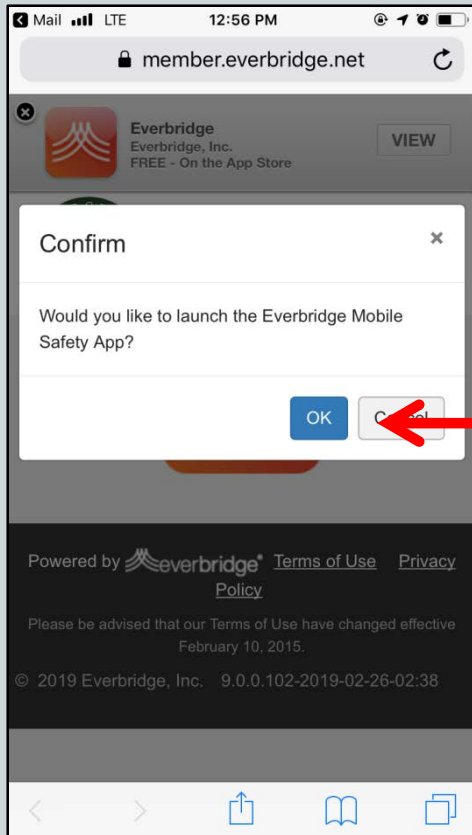 Mail LTE 12:56 PM
member.everbridge.net
Everbridge
Everbridge, Inc.
FREE - On the App Store
VIEW
Confirm ×
Would you like to launch the Everbridge Mobile
Safety App?
OK
Powered by everbridge® Terms of Use Privacy
Policy
Please be advised that our Terms of Use have changed effective
February 10, 2015.
© 2019 Everbridge, Inc. 9.0.0.102-2019-02-26-02:38